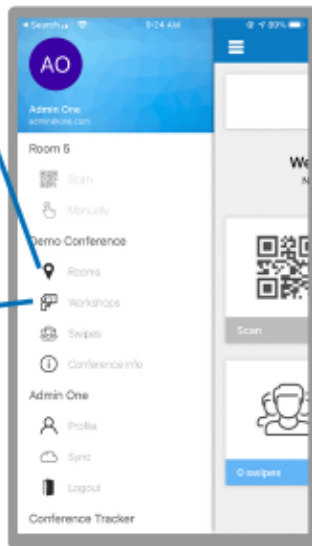 Search 9:24 AM 89%
AO
Admin One
admin@one.com
Room 5
Scan
Manually
Demo Conference
Rooms
Workshops
Swipes
Conference Info
Admin One
Profile
Sync
Logout
Conference Tracker
We
N
Scan
0 swipes